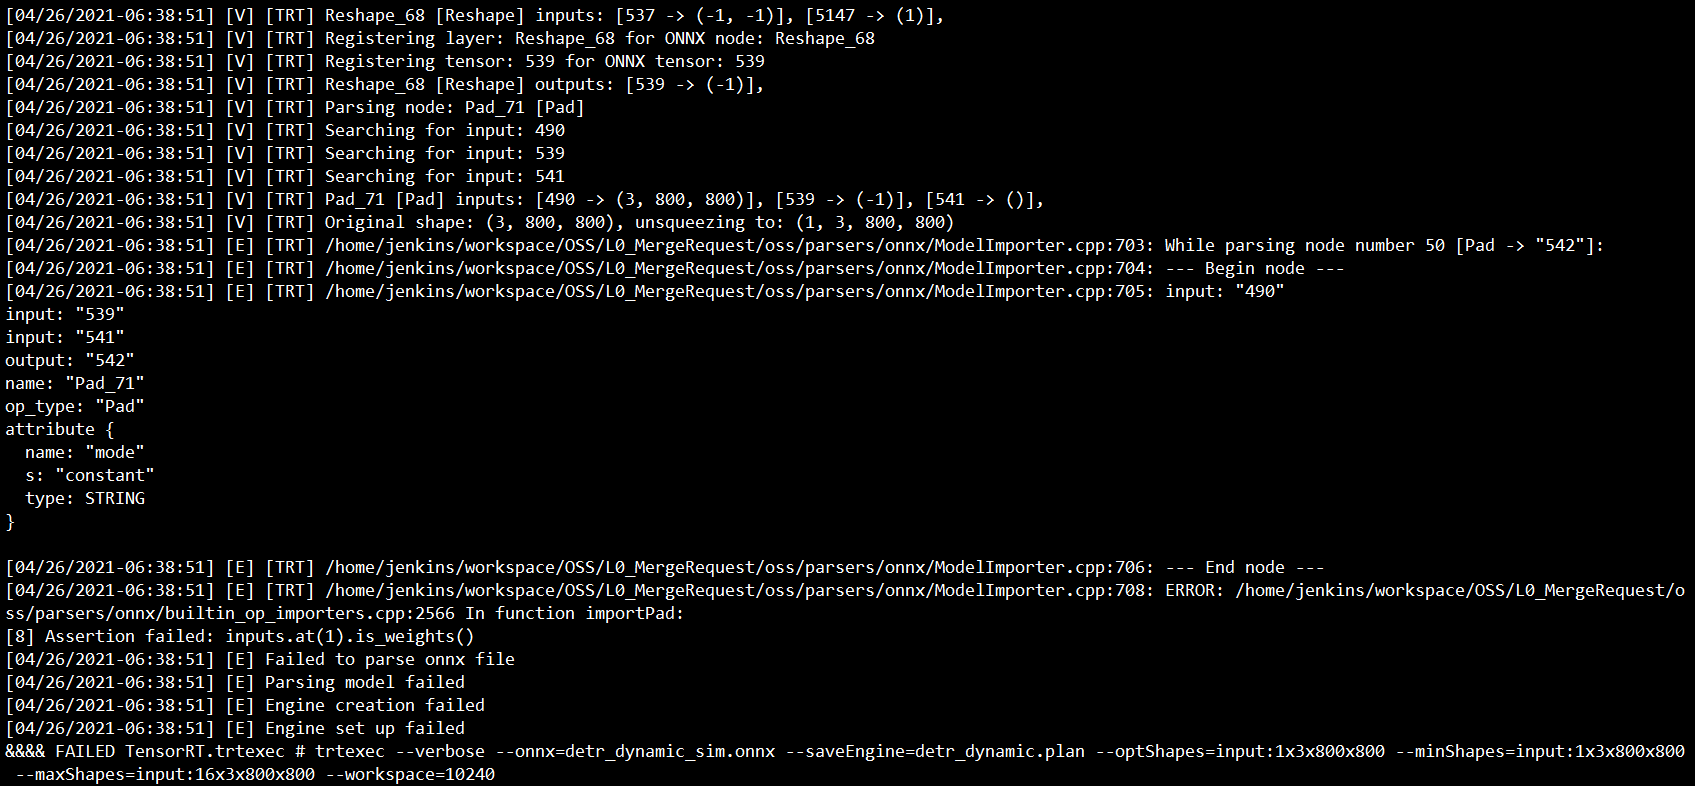 [04/26/2021-06:38:51] [V] [TRT] Reshape_68 [Reshape] inputs: [537 -> (-1, -1)], [5147 -> (1)],
[04/26/2021-06:38:51] [V] [TRT] Registering layer: Reshape_68 for ONNX node: Reshape_68
[04/26/2021-06:38:51] [V] [TRT] Registering tensor: 539 for ONNX tensor: 539
[04/26/2021-06:38:51] [V] [TRT] Reshape_68 [Reshape] outputs: [539 -> (-1)],
[04/26/2021-06:38:51] [V] [TRT] Parsing node: Pad_71 [Pad]
[04/26/2021-06:38:51] [V] [TRT] Searching for input: 490
[04/26/2021-06:38:51] [V] [TRT] Searching for input: 539
[04/26/2021-06:38:51] [V] [TRT] Searching for input: 541
[04/26/2021-06:38:51] [V] [TRT] Pad_71 [Pad] inputs: [490 -> (3, 800, 800)], [539 -> (-1)], [541 -> ()],
[04/26/2021-06:38:51] [V] [TRT] Original shape: (3, 800, 800), unsqueezing to: (1, 3, 800, 800)
[04/26/2021-06:38:51] [E] [TRT] /home/jenkins/workspace/OSS/L0_MergeRequest/oss/parsers/onnx/ModelImporter.cpp:703: While parsing node number 50 [Pad -> "542"]:
[04/26/2021-06:38:51] [E] [TRT] /home/jenkins/workspace/OSS/L0_MergeRequest/oss/parsers/onnx/ModelImporter.cpp:704: --- Begin node ---
[04/26/2021-06:38:51] [E] [TRT] /home/jenkins/workspace/OSS/L0_MergeRequest/oss/parsers/onnx/ModelImporter.cpp:705: input: "490"
input: "539"
input: "541"
output: "542"
name: "Pad_71"
op_type: "Pad"
attribute {
  name: "mode"
  s: "constant"
  type: STRING
}

[04/26/2021-06:38:51] [E] [TRT] /home/jenkins/workspace/OSS/L0_MergeRequest/oss/parsers/onnx/ModelImporter.cpp:706: --- End node ---
[04/26/2021-06:38:51] [E] [TRT] /home/jenkins/workspace/OSS/L0_MergeRequest/oss/parsers/onnx/ModelImporter.cpp:708: ERROR: /home/jenkins/workspace/OSS/L0_MergeRequest/o
ss/parsers/onnx/builtin_op_importers.cpp:2566 In function importPad:
[8] Assertion failed: inputs.at(1).is_weights()
[04/26/2021-06:38:51] [E] Failed to parse onnx file
[04/26/2021-06:38:51] [E] Parsing model failed
[04/26/2021-06:38:51] [E] Engine creation failed
[04/26/2021-06:38:51] [E] Engine set up failed
&&&& FAILED TensorRT.trtexec # trtexec --verbose --onnx=detr_dynamic_sim.onnx --saveEngine=detr_dynamic.plan --optShapes=input:1x3x800x800 --minShapes=input:1x3x800x800
 --maxShapes=input:16x3x800x800 --workspace=10240